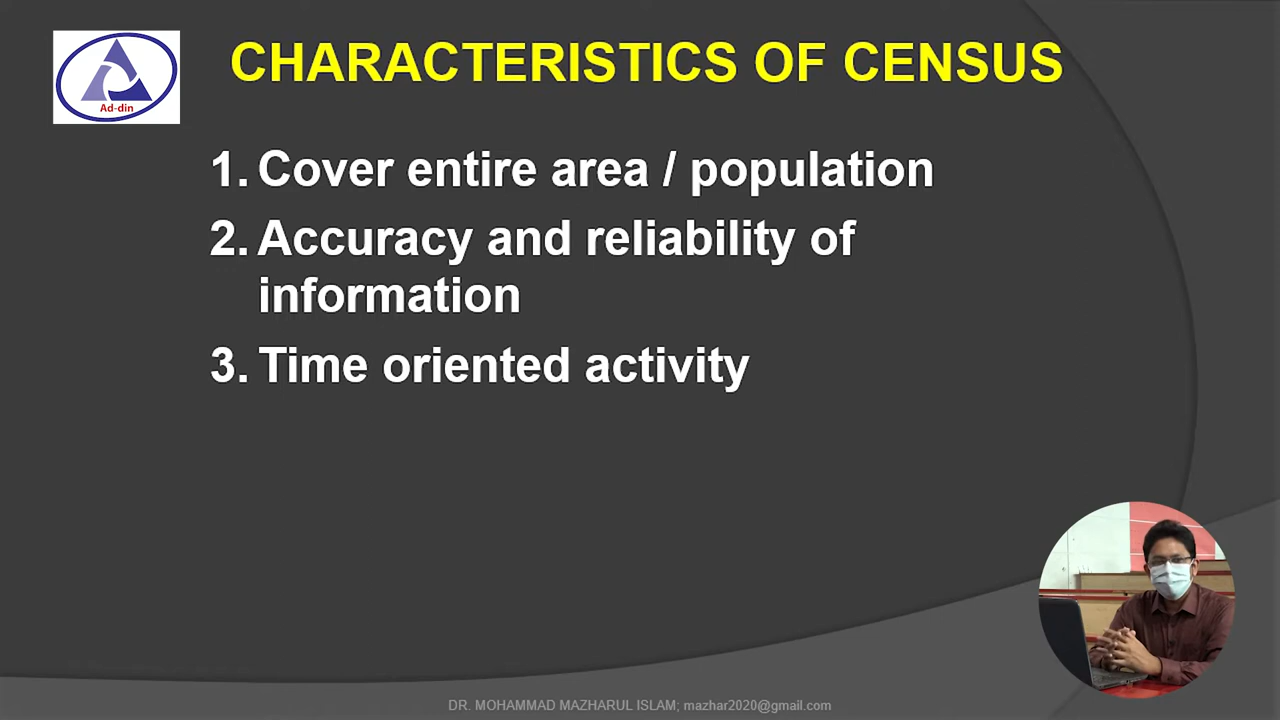 CHARACTERISTICS OF CENSUS
Ad-din
1. Cover entire area / population
2. Accuracy and reliability of
information
3. Time oriented activity
DR. MOHAMMAD MAZHARUL ISLAM; mazhar2020@gmail.com